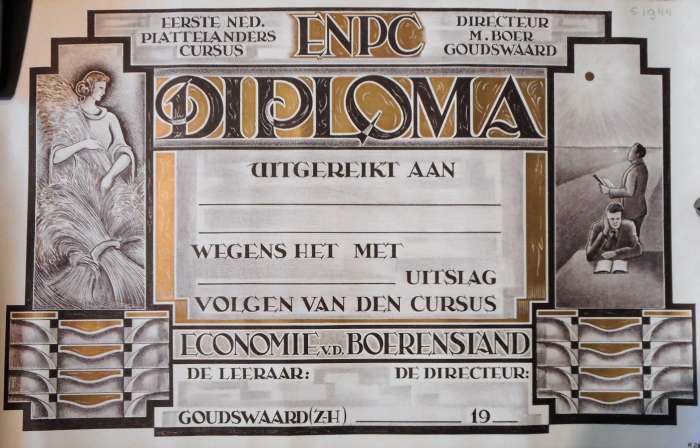 EERSTE NED.
PLATTELANDERS
CURSUS
ENPC
DIRECTEUR
M. BOER
GOUDSWAARD
DIPLOMA
UITGEREIKT AAN
WEGENS HET MET
UITSLAG
VOLGEN VAN DEN CURSUS
ECONOMIE V.D. BOERENSTAND
DE LEERAAR: DE DIRECTEUR:
GOUDSWAARD (Z-H) 19